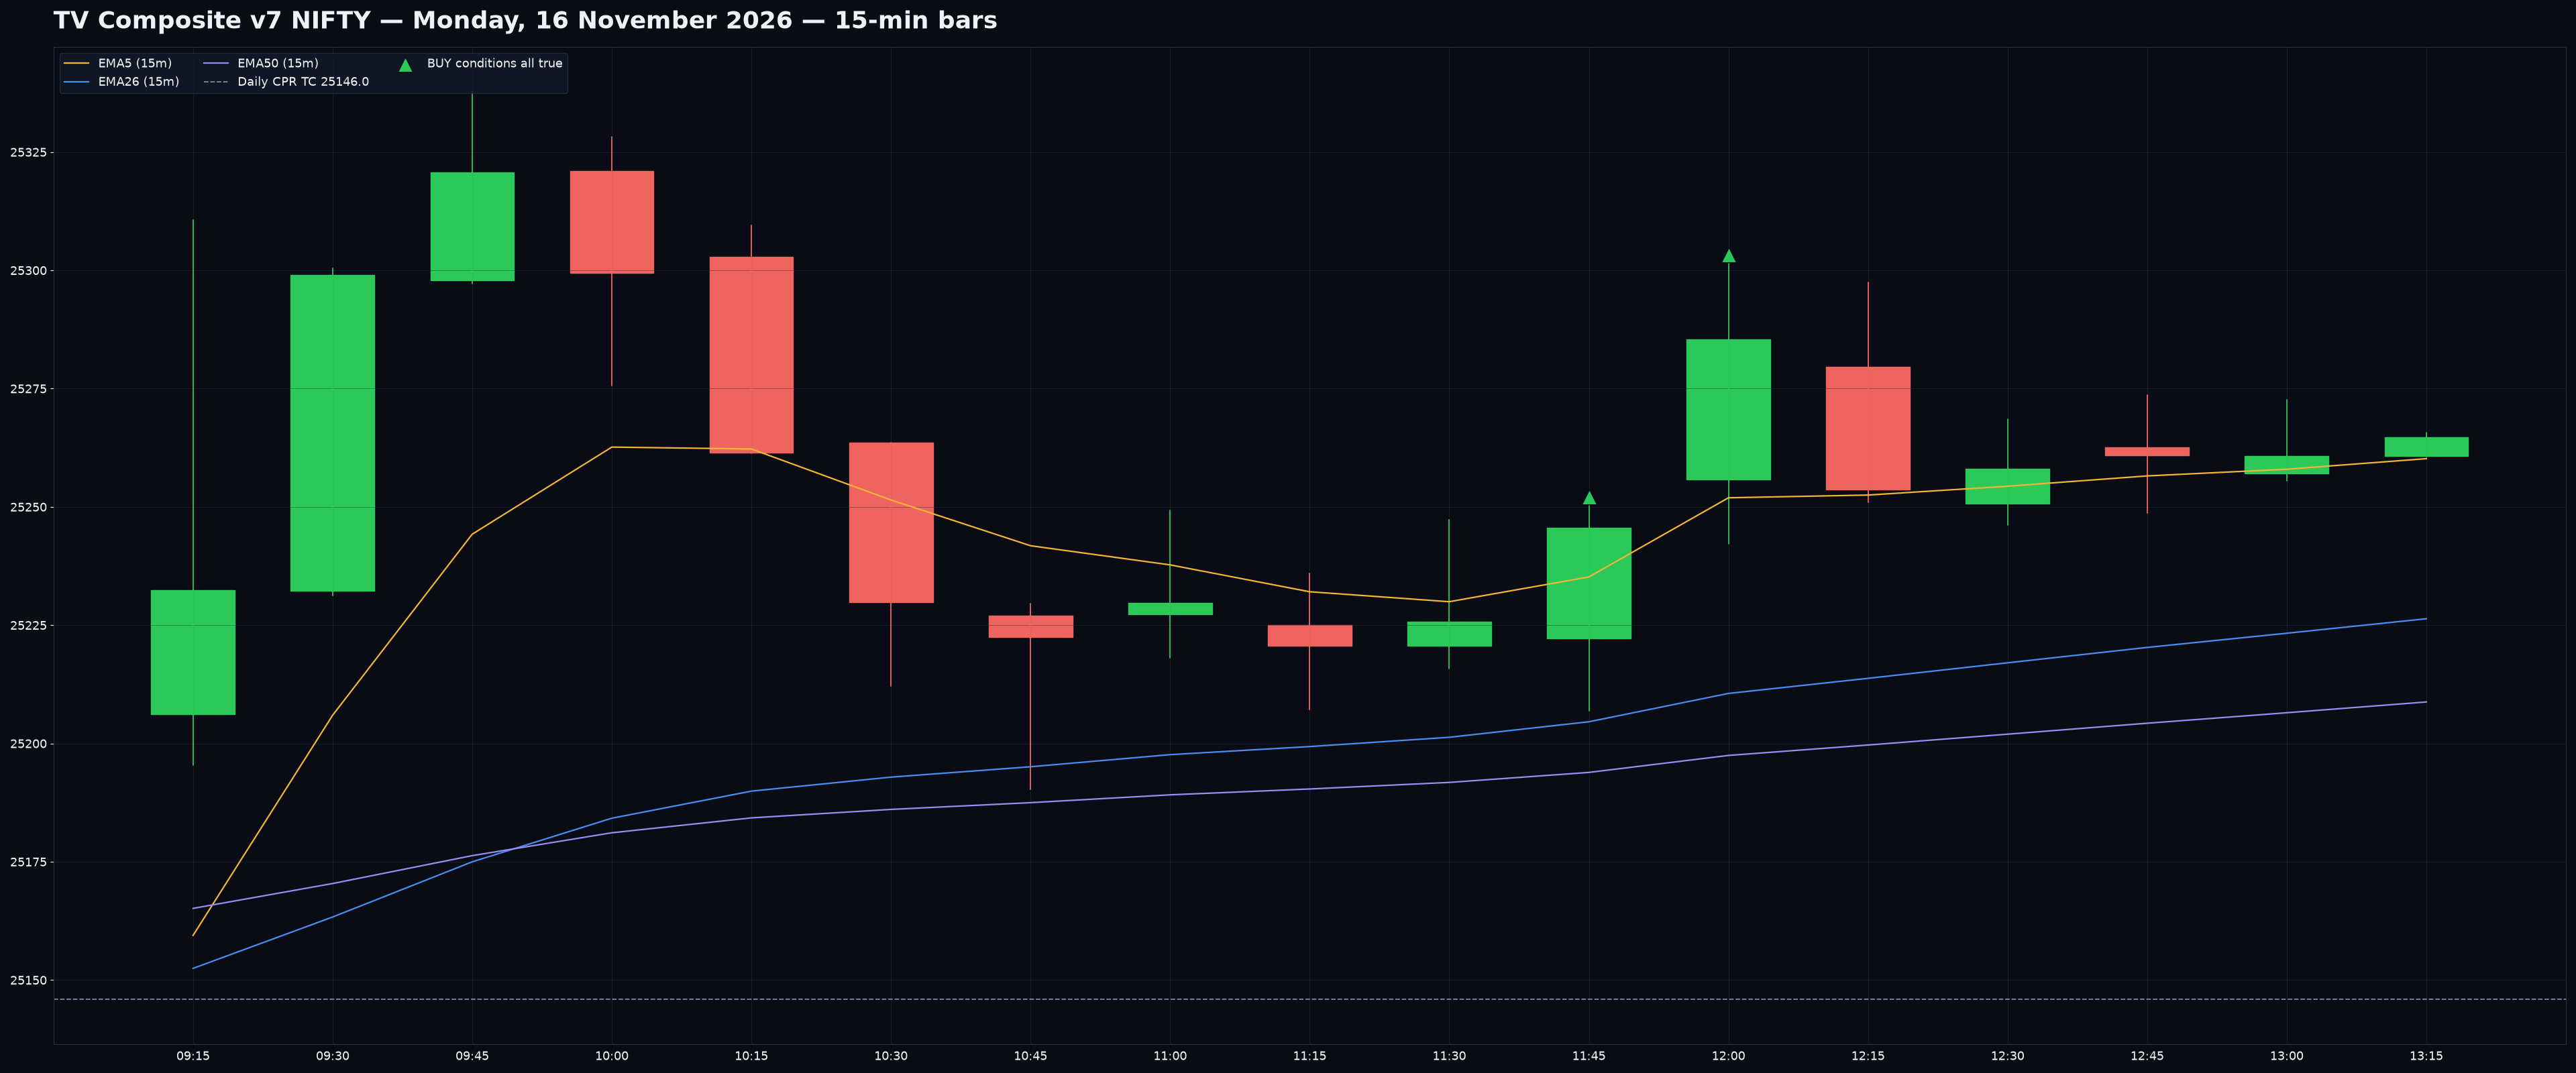 TV Composite v7 NIFTY — Monday, 16 November 2026 — 15-min bars
EMA5 (15m)
EMA26 (15m)
EMA50 (15m)
Daily CPR TC 25146.0
BUY conditions all true
25325
25300
25275
25250
25225
25200
25175
25150
09:15 09:30 09:45 10:00 10:15 10:30 10:45 11:00 11:15 11:30 11:45 12:00 12:15 12:30 12:45 13:00 13:15